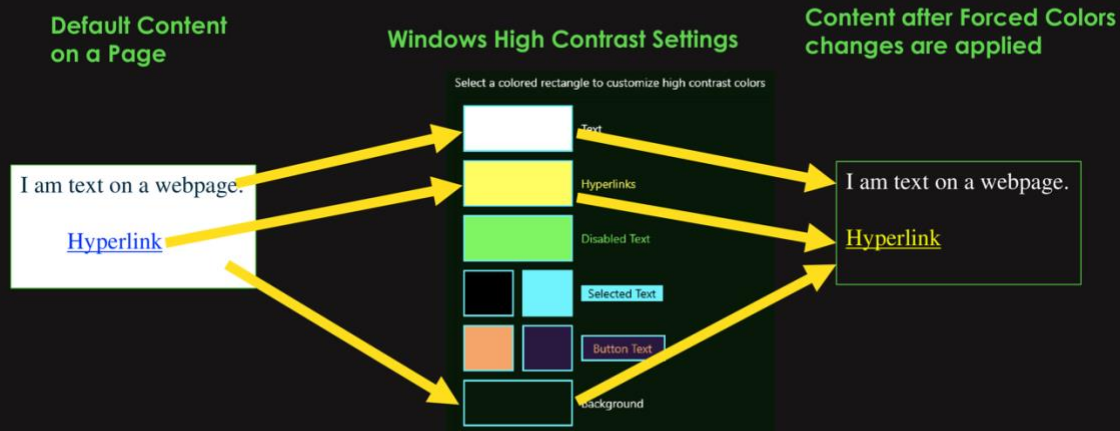 Default Content
on a Page
Windows High Contrast Settings
Content after Forced Colors
changes are applied
Select a colored rectangle to customize high contrast colors
Text
I am text on a webpage.
Hyperlink
Hyperlinks
Disabled Text
Selected Text
Button Text
Background
I am text on a webpage.
Hyperlink